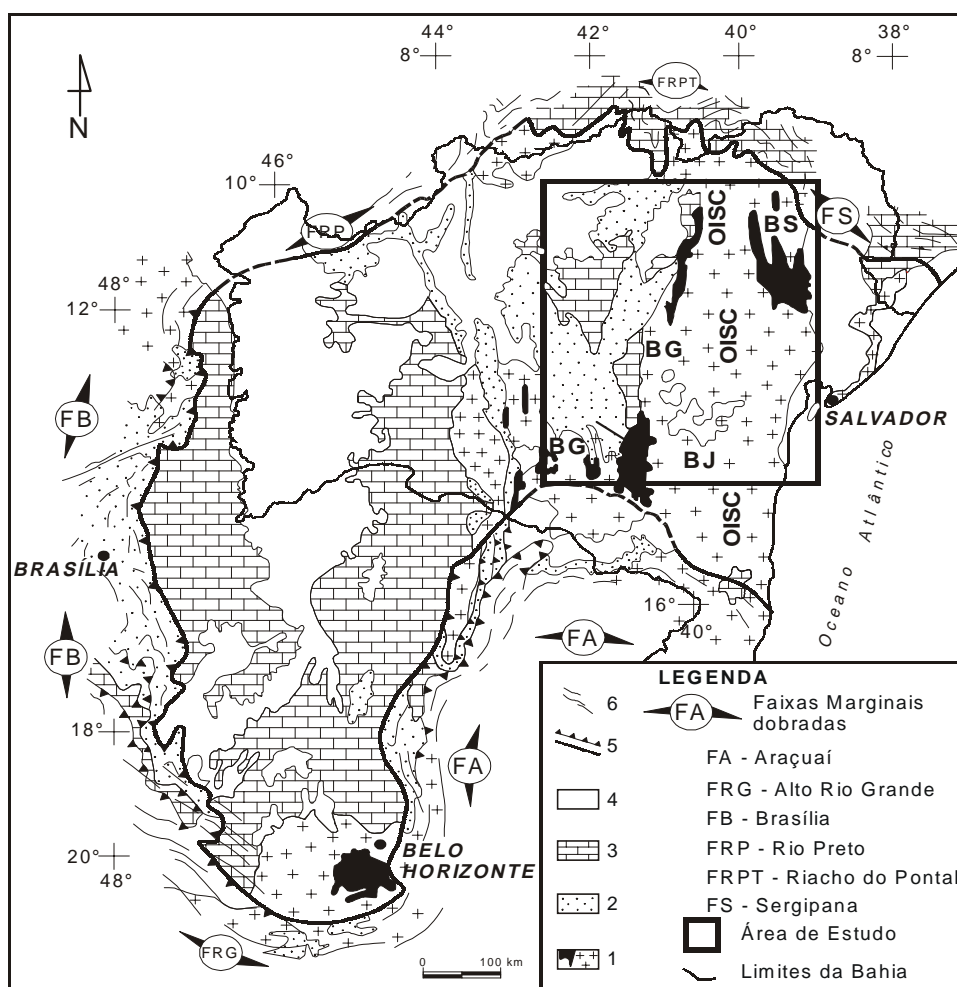 44°
42°
40°
38°
8°
8°
FRPT
N
46°
10°
FRP
OISC
BS
FS
48°
12°
OISC
BG
SALVADOR
FB
BG
BJ
OISC
Oceano Atlântico
BRASÍLIA
16°
40°
FA
FB
LEGENDA
6
FA
Faixas Marginais
dobradas
5
18°
FA
FA - Araçuaí
4
FRG - Alto Rio Grande
FB - Brasília
3
FRP - Rio Preto
20°
48°
BELO
HORIZONTE
FRPT - Riacho do Pontal
2
FS - Sergipana
Área de Estudo
FRG
0 100 km
1
Limites da Bahia